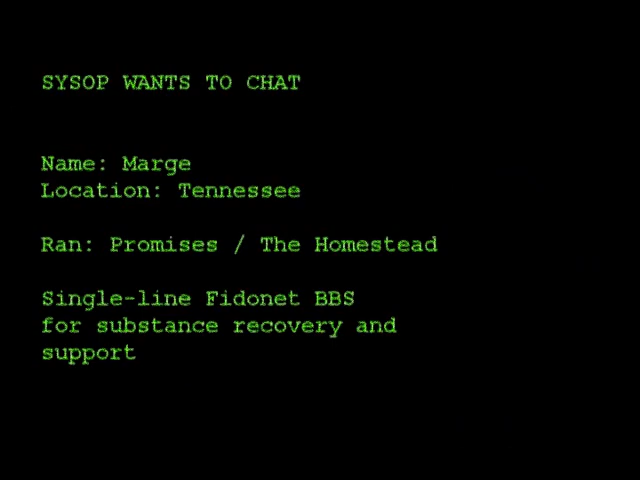 SYSOP WANTS TO CHAT
Name: Marge
Location: Tennessee
Ran: Promises / The Homestead
Single-line Fidonet BBS
for substance recovery and
support